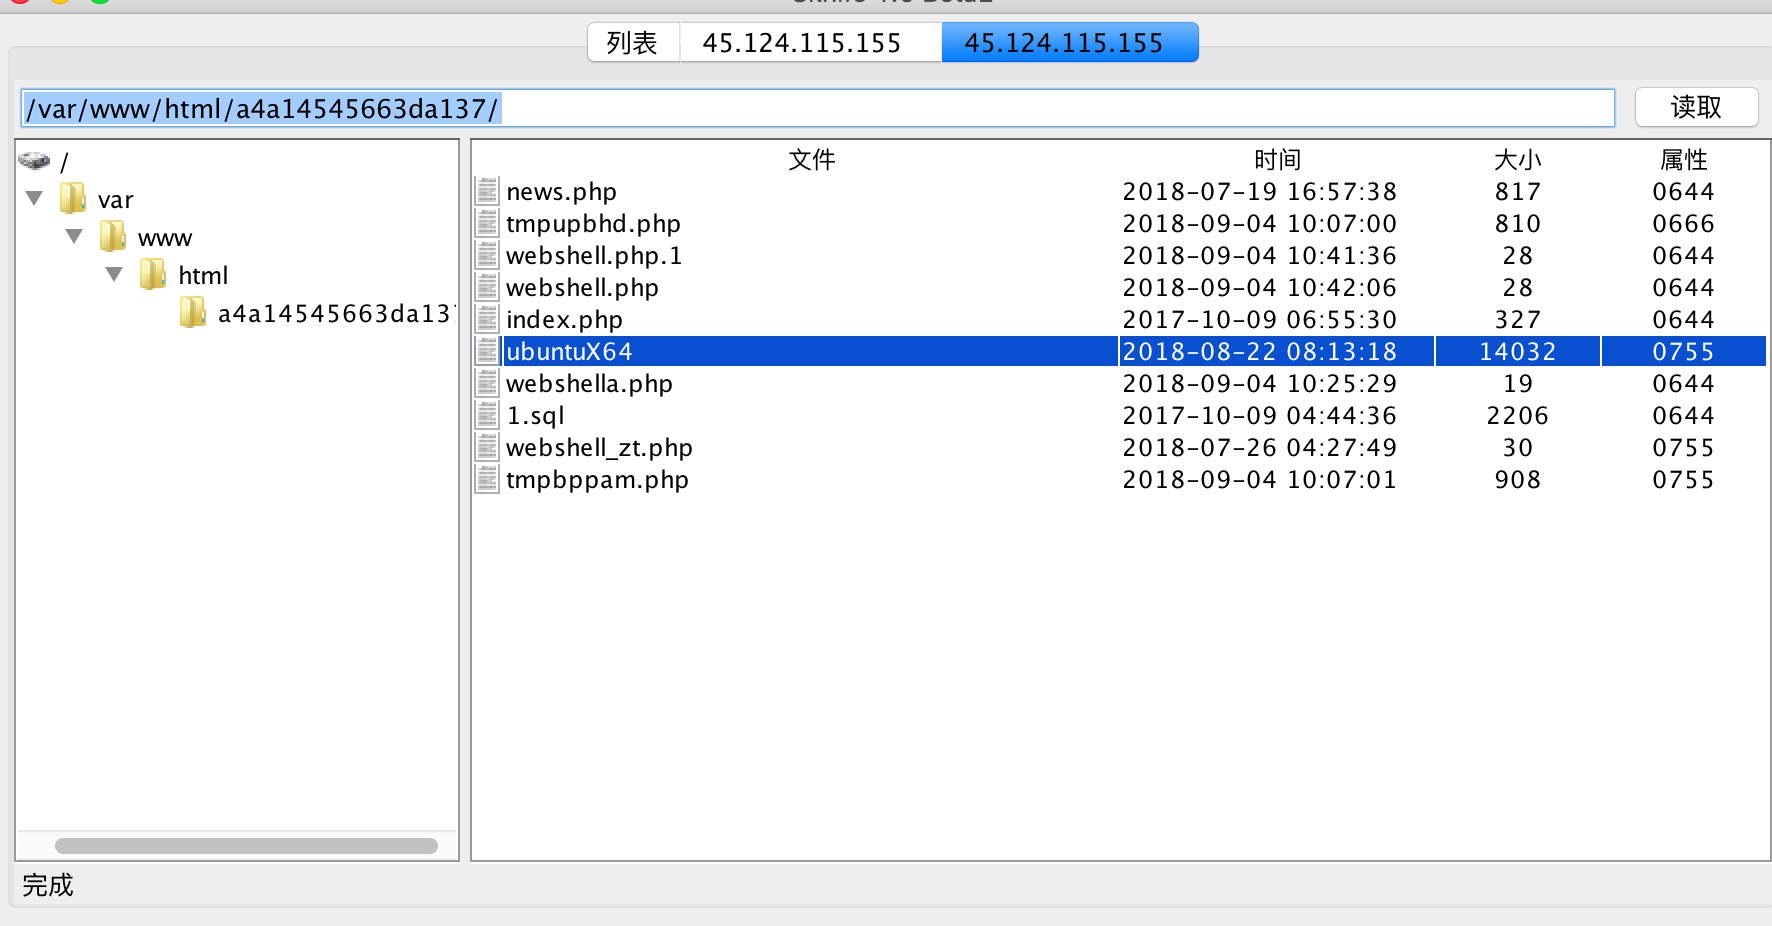 列表 45.124.115.155 45.124.115.155
/var/www/html/a4a14545663da137/ 读取
/
var
www
html
a4a14545663da137
文件 时间 大小 属性
news.php 2018-07-19 16:57:38 817 0644
tmpupbhd.php 2018-09-04 10:07:00 810 0666
webshell.php.1 2018-09-04 10:41:36 28 0644
webshell.php 2018-09-04 10:42:06 28 0644
index.php 2017-10-09 06:55:30 327 0644
ubuntuX64 2018-08-22 08:13:18 14032 0755
webshella.php 2018-09-04 10:25:29 19 0644
1.sql 2017-10-09 04:44:36 2206 0644
webshell_zt.php 2018-07-26 04:27:49 30 0755
tmpbppam.php 2018-09-04 10:07:01 908 0755
完成